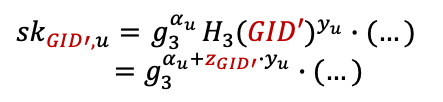 sk_{GID′,u} = g_3^{α_u} H_3(GID′)^{y_u} · (…)
= g_3^{α_u+z_{GID′}·y_u} · (…)